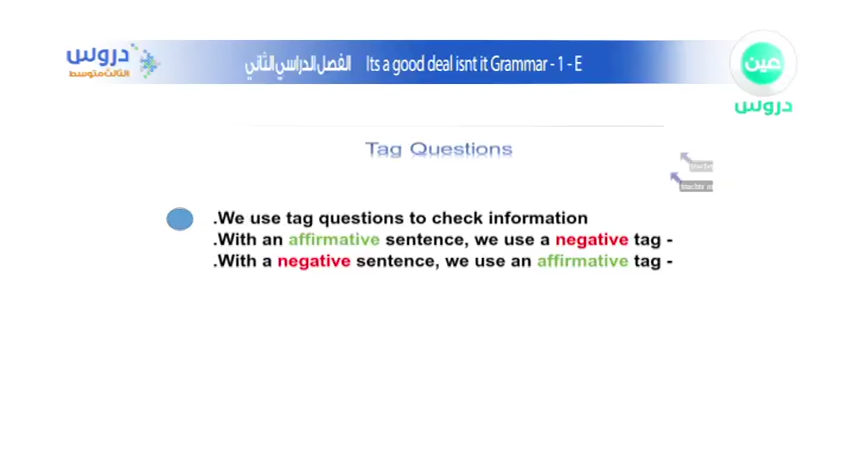 دروس
الثالث متوسط
الفصل الدراسي الثاني Its a good deal isnt it Grammar - 1 - E
عين
دروس
Tag Questions
.We use tag questions to check information
.With an affirmative sentence, we use a negative tag -
.With a negative sentence, we use an affirmative tag -